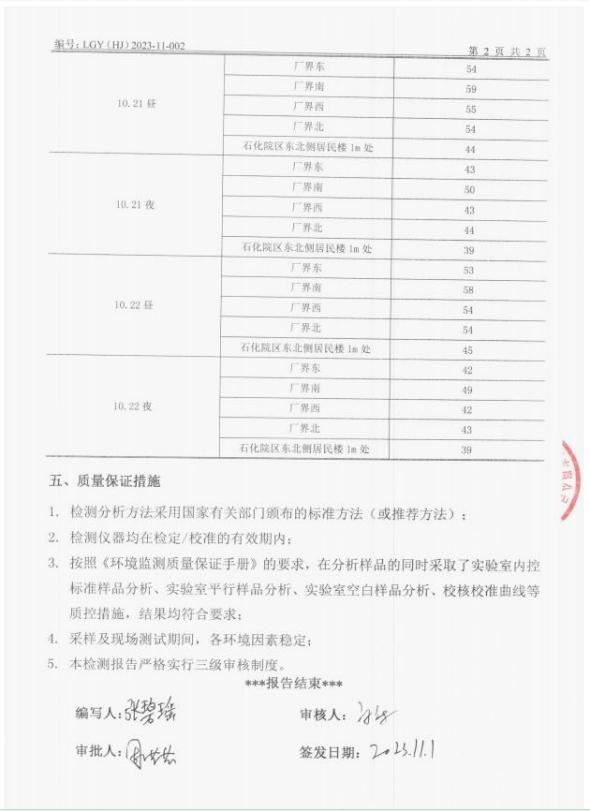 编号: LGY（HJ）2023-11-002
第 2 页 共 2 页
10.21 昼
厂界东 54
厂界南 59
厂界西 55
厂界北 54
石化院区东北侧居民楼 1m 处 44
10.21 夜
厂界东 43
厂界南 50
厂界西 43
厂界北 44
石化院区东北侧居民楼 1m 处 39
10.22 昼
厂界东 53
厂界南 58
厂界西 54
厂界北 54
石化院区东北侧居民楼 1m 处 45
10.22 夜
厂界东 42
厂界南 49
厂界西 42
厂界北 43
石化院区东北侧居民楼 1m 处 39
五、质量保证措施
1. 检测分析方法采用国家有关部门颁布的标准方法（或推荐方法）;
2. 检测仪器均在检定/校准的有效期内;
3. 按照《环境监测质量保证手册》的要求，在分析样品的同时采取了实验室内控
标准样品分析、实验室平行样品分析、实验室空白样品分析、校核校准曲线等
质控措施，结果均符合要求;
4. 采样及现场测试期间，各环境因素稳定;
5. 本检测报告严格实行三级审核制度。
***报告结束***
编写人: 张碧瑶
审核人:
审批人:
签发日期: 2023.11.1